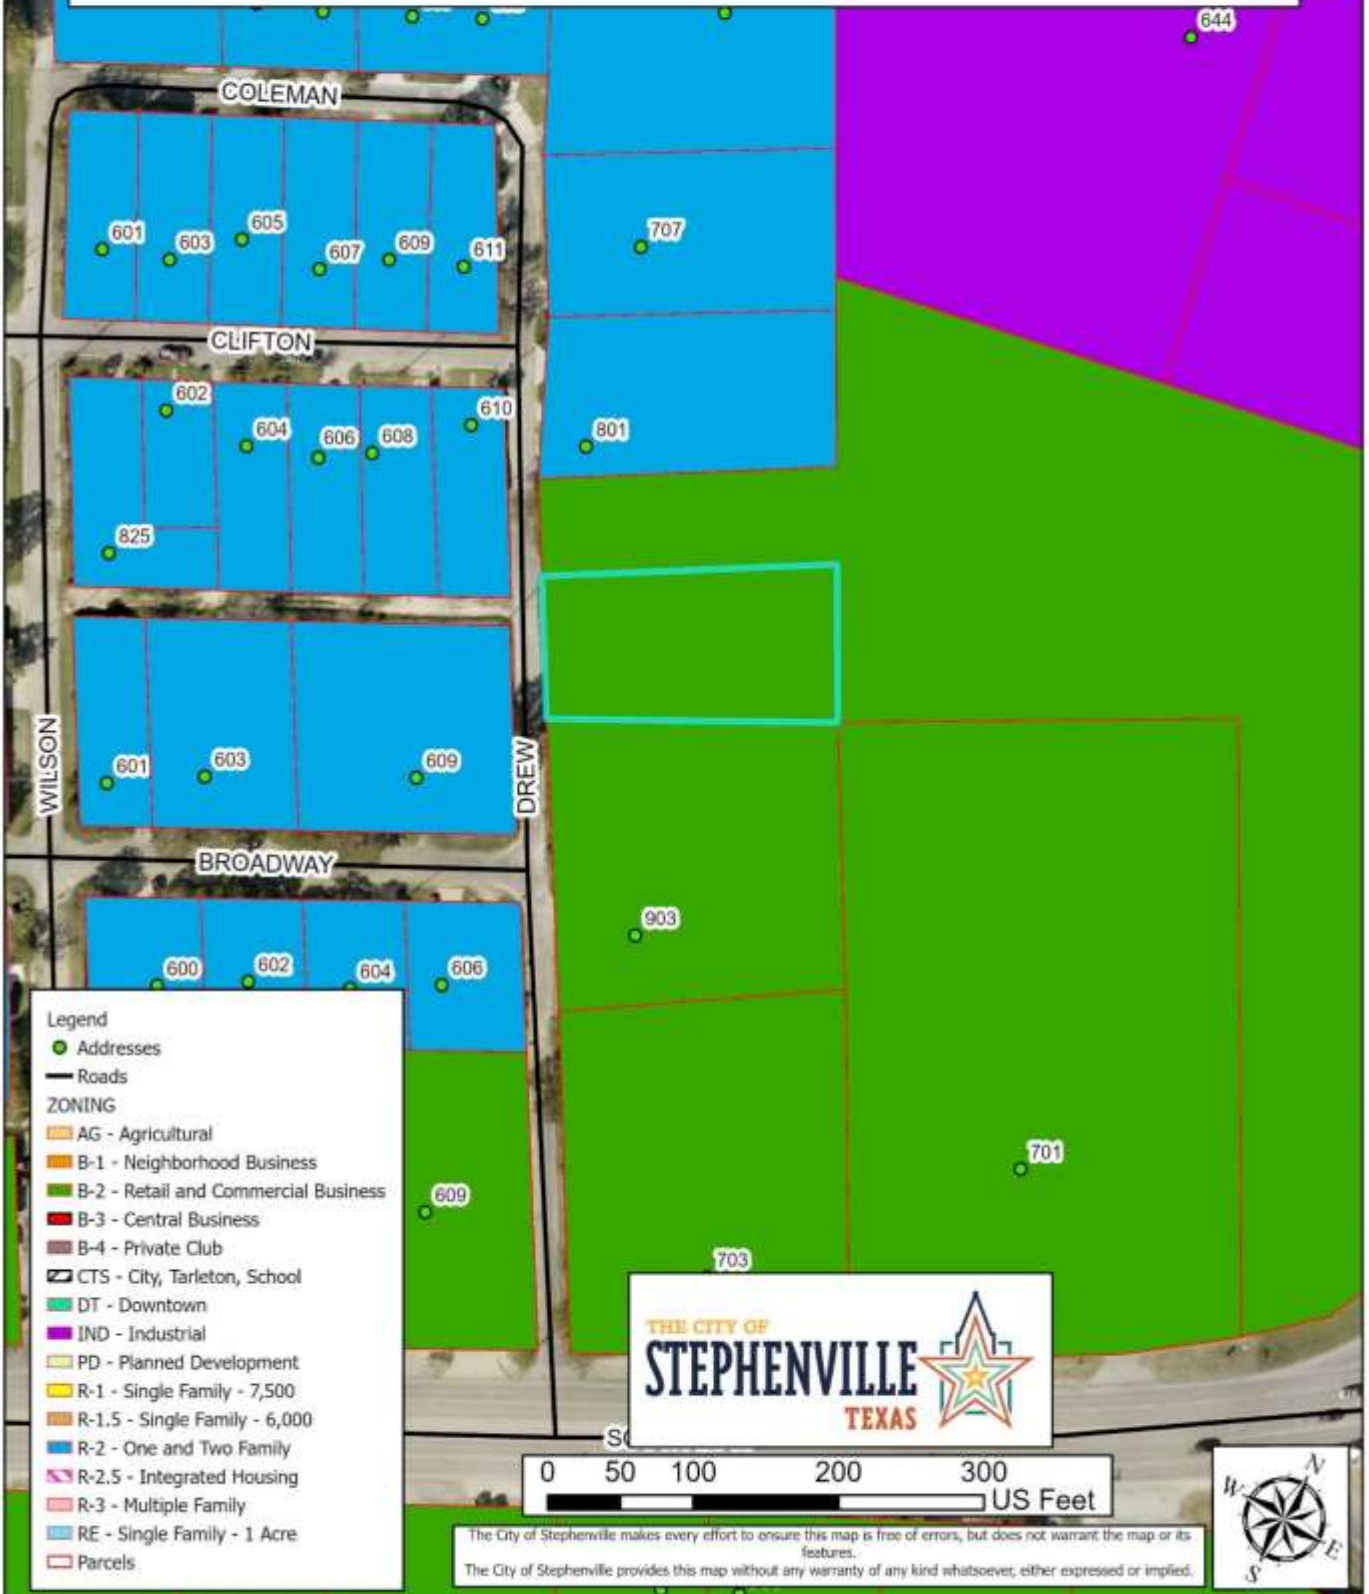 644
COLEMAN
601
603
605
607
609
611
707
CLIFTON
602
604
606
608
610
801
825
WILSON
601
603
609
DREW
BROADWAY
600
602
604
606
903
609
701
703
Legend
Addresses
Roads
ZONING
AG - Agricultural
B-1 - Neighborhood Business
B-2 - Retail and Commercial Business
B-3 - Central Business
B-4 - Private Club
CTS - City, Tarleton, School
DT - Downtown
IND - Industrial
PD - Planned Development
R-1 - Single Family - 7,500
R-1.5 - Single Family - 6,000
R-2 - One and Two Family
R-2.5 - Integrated Housing
R-3 - Multiple Family
RE - Single Family - 1 Acre
Parcels
THE CITY OF
STEPHENVILLE
TEXAS
0 50 100 200 300
US Feet
N
W
E
S
The City of Stephenville makes every effort to ensure this map is free of errors, but does not warrant the map or its
features.
The City of Stephenville provides this map without any warranty of any kind whatsoever, either expressed or implied.